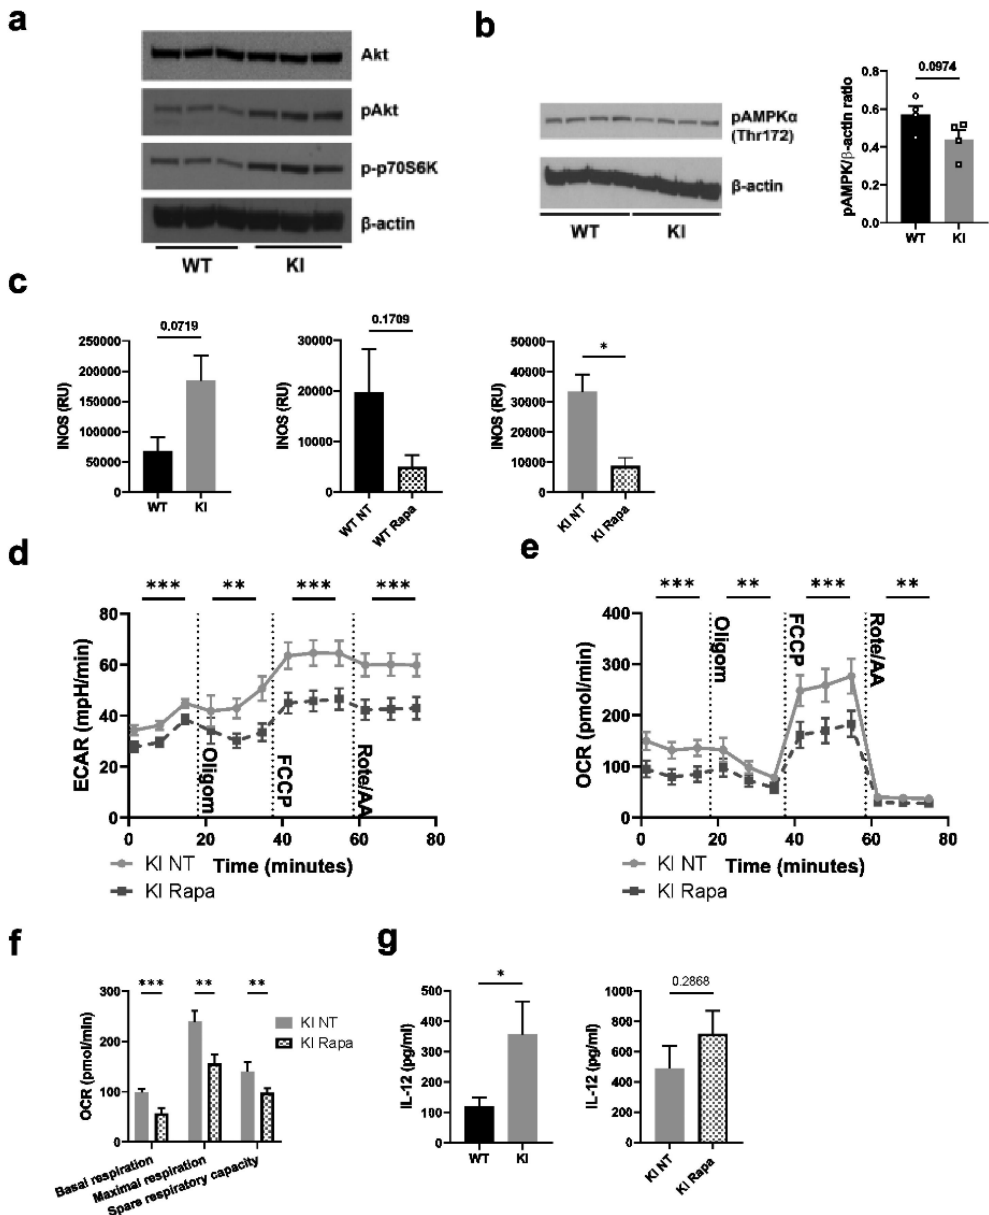 a
Akt
pAkt
p-p70S6K
β-actin
WT
KI
b
pAMPKα
(Thr172)
β-actin
WT
KI
pAMPK/β-actin ratio
0.8
0.6
0.4
0.2
0.0
0.0974
WT
KI
c
INOS (RU)
250000
200000
150000
100000
50000
0
0.0719
WT
KI
INOS (RU)
30000
20000
10000
0
0.1709
WT NT
WT Rapa
INOS (RU)
50000
40000
30000
20000
10000
0
*
KI NT
KI Rapa
d
*** ** *** ***
ECAR (mpH/min)
80
60
40
20
0
Oligom
FCCP
Rote/AA
0 20 40 60 80
Time (minutes)
KI NT
KI Rapa
e
*** ** *** **
OCR (pmol/min)
400
300
200
100
0
Oligom
FCCP
Rote/AA
0 20 40 60 80
Time (minutes)
KI NT
KI Rapa
f
*** ** **
OCR (pmol/min)
300
200
100
0
KI NT
KI Rapa
Basal respiration
Maximal respiration
Spare respiratory capacity
g
IL-12 (pg/ml)
500
400
300
200
100
0
*
WT
KI
IL-12 (pg/ml)
1000
800
600
400
200
0
0.2868
KI NT
KI Rapa